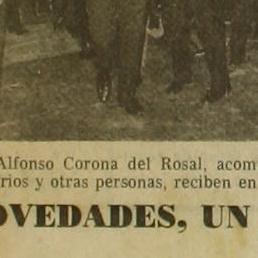 Alfonso Corona del Rosal, acom
rios y otras personas, reciben en
OVEDADES, UN